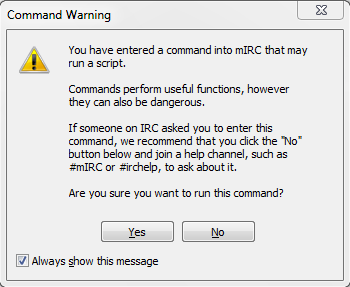 Command Warning
You have entered a command into mIRC that may
run a script.
Commands perform useful functions, however
they can also be dangerous.
If someone on IRC asked you to enter this
command, we recommend that you click the "No"
button below and join a help channel, such as
#mIRC or #irchelp, to ask about it.
Are you sure you want to run this command?
Yes No
Always show this message